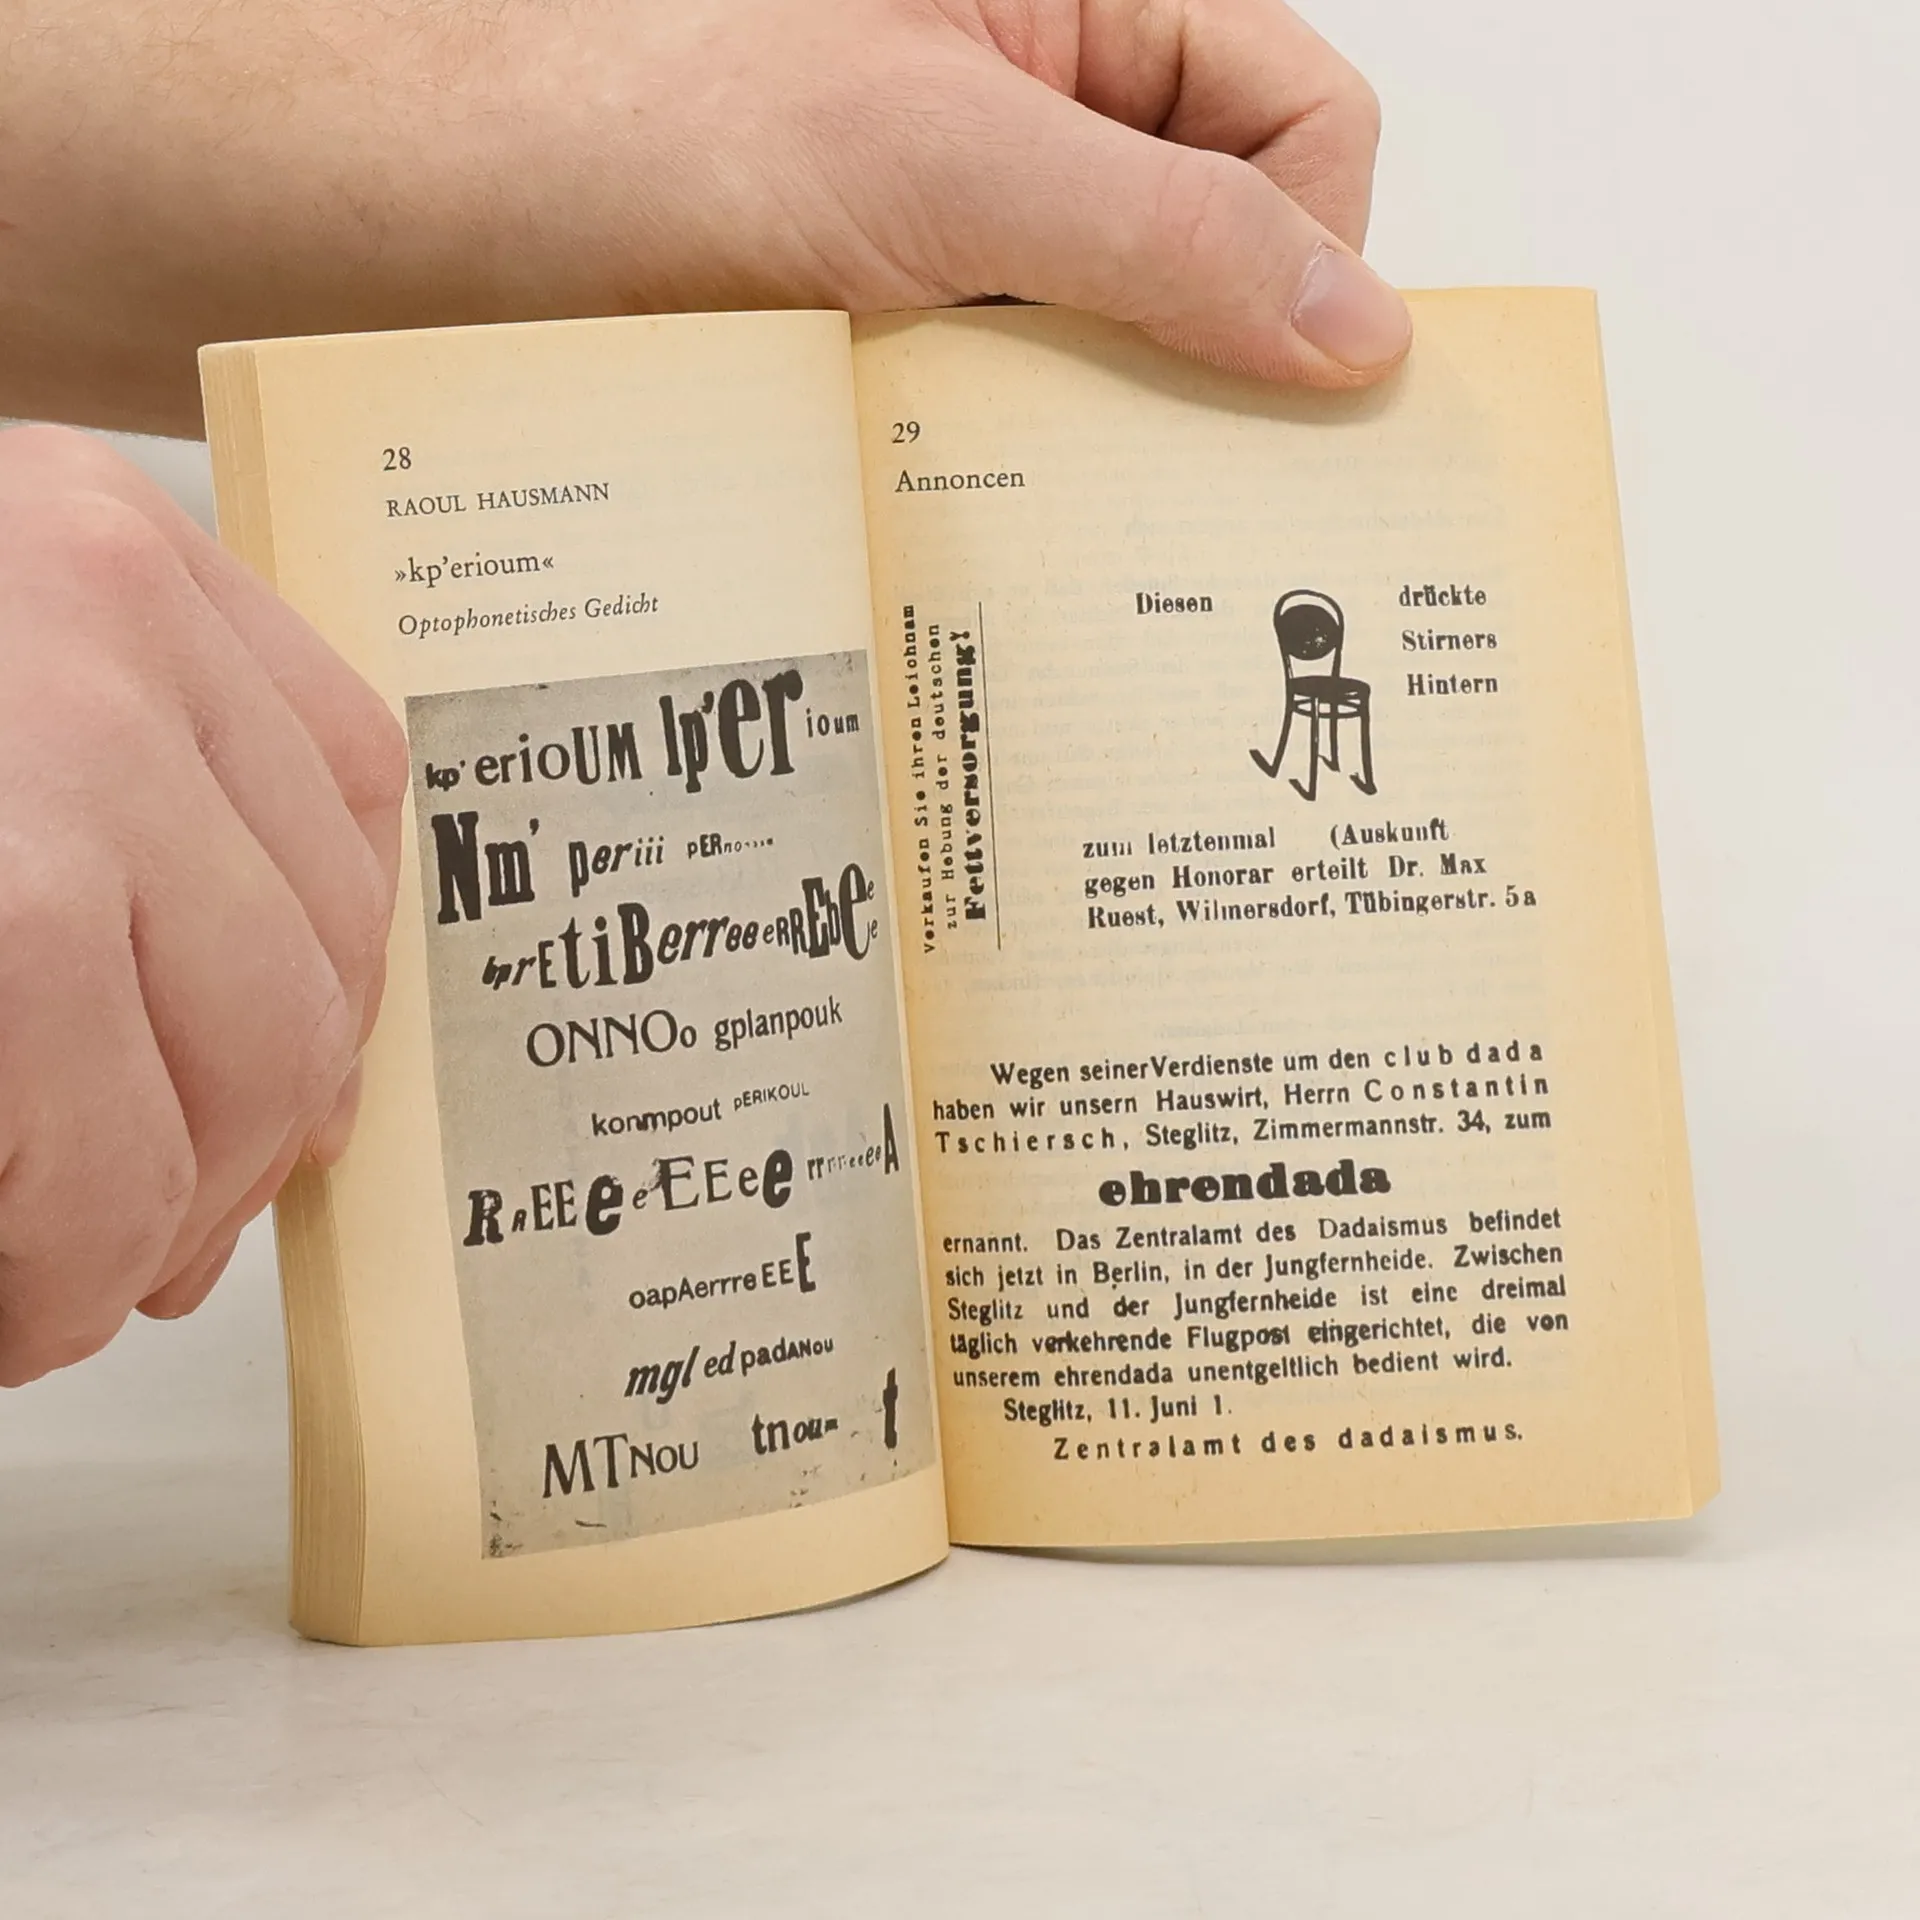 28
RAOUL HAUSMANN
»kp’erioum«
Optophonetisches Gedicht
kp' erioUM lp'er ioum
Nm' periii pERno
bprEtiBerreeeRREbeee
ONNOo gplanpouk
konmpout pERIKOUL
RREEeeEEee rrrreeeeA
oapAerrreEEE
mgl ed padANou
MTNou tnoum t
29
Annoncen
Verkaufen Sie ihren Leichnam
zur Hebung der deutschen
Fettversorgung!
Diesen drückte
Stirners
Hintern
zum letztenmal (Auskunft
gegen Honorar erteilt Dr. Max
Ruest, Wilmersdorf, Tübingerstr. 5a
Wegen seiner Verdienste um den club dada
haben wir unsern Hauswirt, Herrn Constantin
Tschiersch, Steglitz, Zimmermannstr. 34, zum
ehrendada
ernannt. Das Zentralamt des Dadaismus befindet
sich jetzt in Berlin, in der Jungfernheide. Zwischen
Steglitz und der Jungfernheide ist eine dreimal
täglich verkehrende Flugpost eingerichtet, die von
unserem ehrendada unentgeltlich bedient wird.
Steglitz, 11. Juni 1.
Zentralamt des dadaismus.